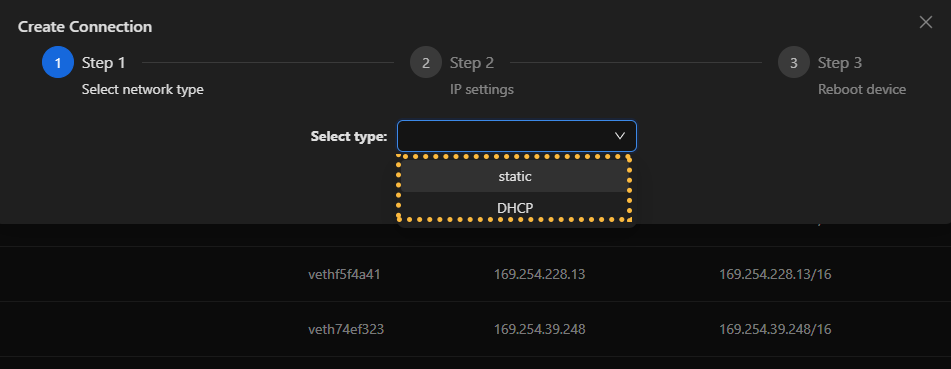 Create Connection
1 Step 1 2 Step 2 3 Step 3
Select network type IP settings Reboot device
Select type:
static
DHCP
vethf5f4a41 169.254.228.13 169.254.228.13/16
veth74ef323 169.254.39.248 169.254.39.248/16